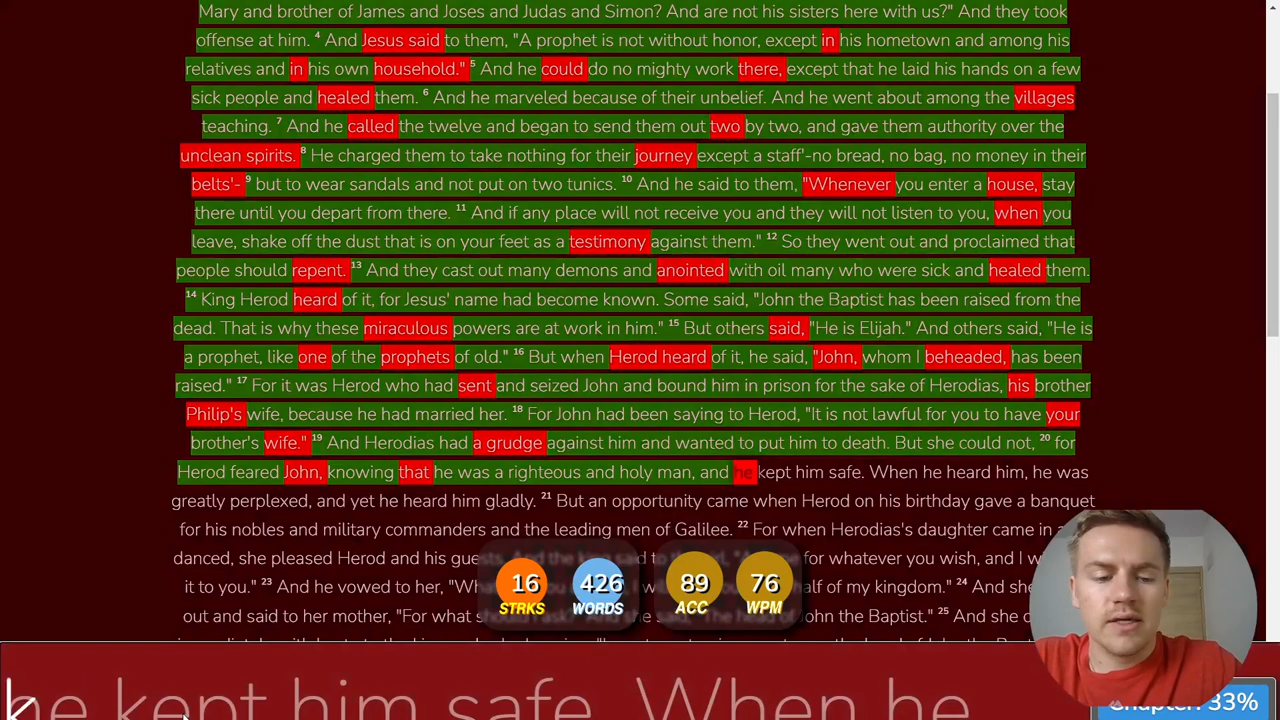 Mary and brother of James and Joses and Judas and Simon? And are not his sisters here with us?" And they took
offense at him. 4 And Jesus said to them, "A prophet is not without honor, except in his hometown and among his
relatives and in his own household." 5 And he could do no mighty work there, except that he laid his hands on a few
sick people and healed them. 6 And he marveled because of their unbelief. And he went about among the villages
teaching. 7 And he called the twelve and began to send them out two by two, and gave them authority over the
unclean spirits. 8 He charged them to take nothing for their journey except a staff'-no bread, no bag, no money in their
belts'- 9 but to wear sandals and not put on two tunics. 10 And he said to them, "Whenever you enter a house, stay
there until you depart from there. 11 And if any place will not receive you and they will not listen to you, when you
leave, shake off the dust that is on your feet as a testimony against them." 12 So they went out and proclaimed that
people should repent. 13 And they cast out many demons and anointed with oil many who were sick and healed them.
14 King Herod heard of it, for Jesus' name had become known. Some said, "John the Baptist has been raised from the
dead. That is why these miraculous powers are at work in him." 15 But others said, "He is Elijah." And others said, "He is
a prophet, like one of the prophets of old." 16 But when Herod heard of it, he said, "John, whom I beheaded, has been
raised." 17 For it was Herod who had sent and seized John and bound him in prison for the sake of Herodias, his brother
Philip's wife, because he had married her. 18 For John had been saying to Herod, "It is not lawful for you to have your
brother's wife." 19 And Herodias had a grudge against him and wanted to put him to death. But she could not, 20 for
Herod feared John, knowing that he was a righteous and holy man, and he kept him safe. When he heard him, he was
greatly perplexed, and yet he heard him gladly. 21 But an opportunity came when Herod on his birthday gave a banquet
for his nobles and military commanders and the leading men of Galilee. 22 For when Herodias's daughter came in
danced, she pleased Herod and his guests. And the king said to for whatever you wish, and I
it to you." 23 And he vowed to her, of my kingdom." 24 And she
out and said to her mother, "For what John the Baptist." 25
16 426 89 76
STRKS WORDS ACC WPM
he kept him safe. When he
Chapter: 33%